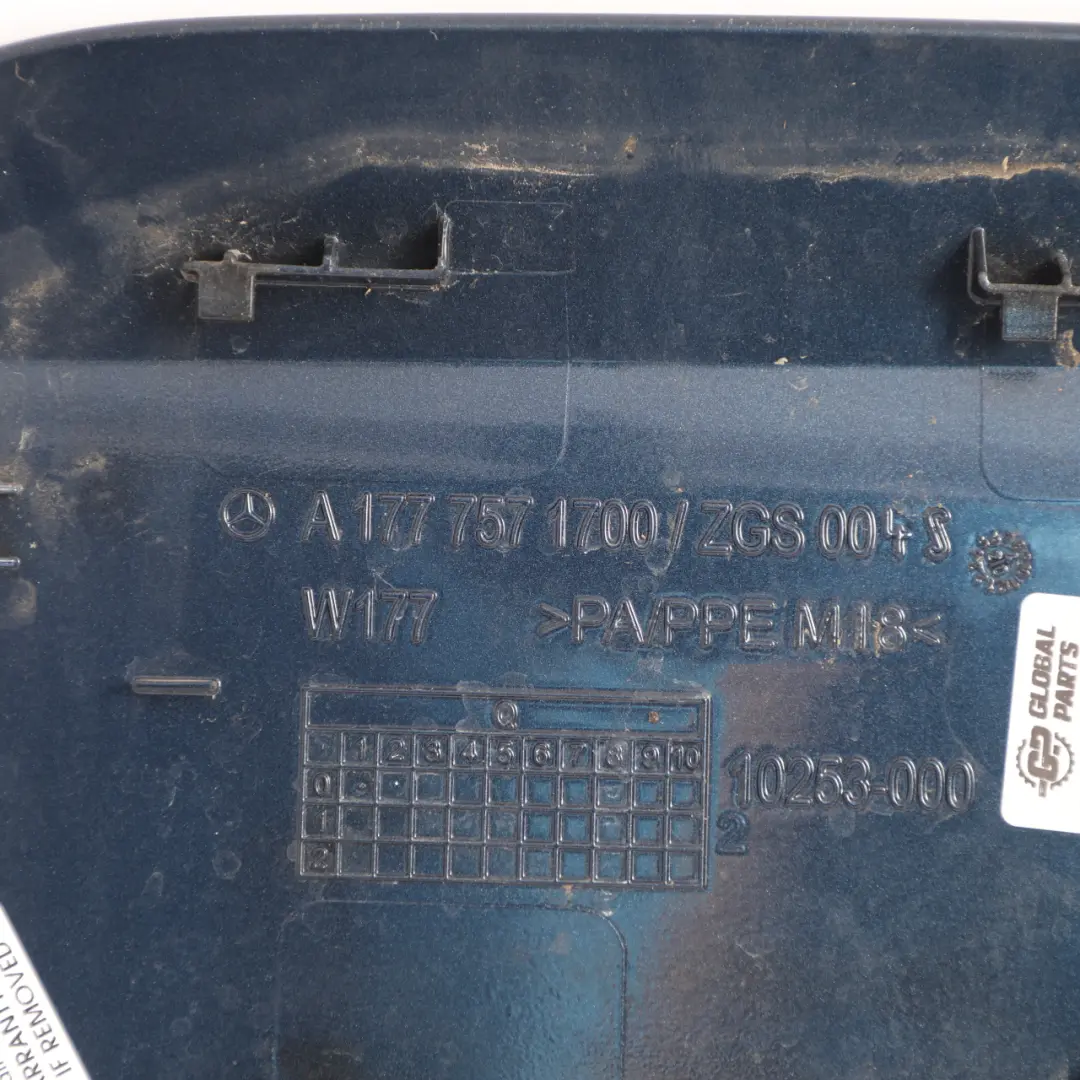 A 177 757 1700 / ZGS 004 S
W177 >PA/PPE M18<
Q
1 2 3 4 5 6 7 8 9 10
0
1
2
10253-000
2
GP GLOBAL PARTS
IF REMOVED